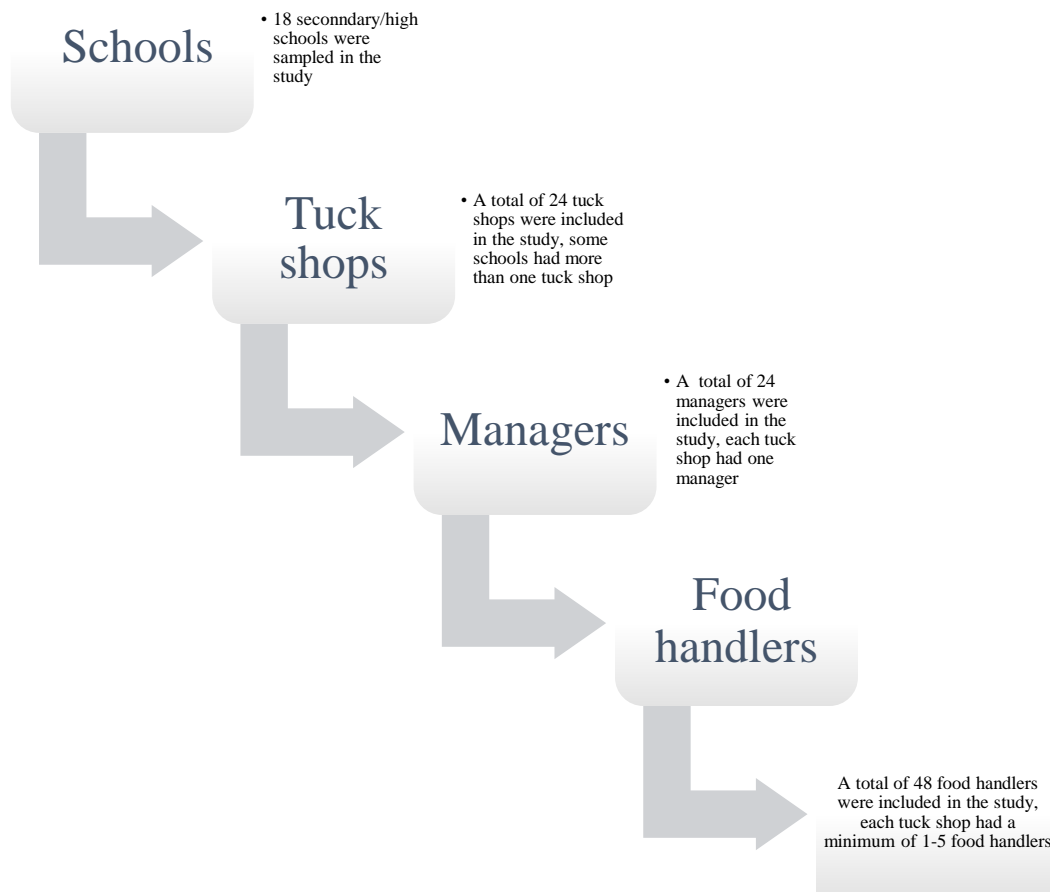 Schools
• 18 seconndary/high
schools were
sampled in the
study
Tuck
shops
• A total of 24 tuck
shops were included
in the study, some
schools had more
than one tuck shop
Managers
• A total of 24
managers were
included in the
study, each tuck
shop had one
manager
Food
handlers
A total of 48 food handlers
were included in the study,
each tuck shop had a
minimum of 1-5 food handlers